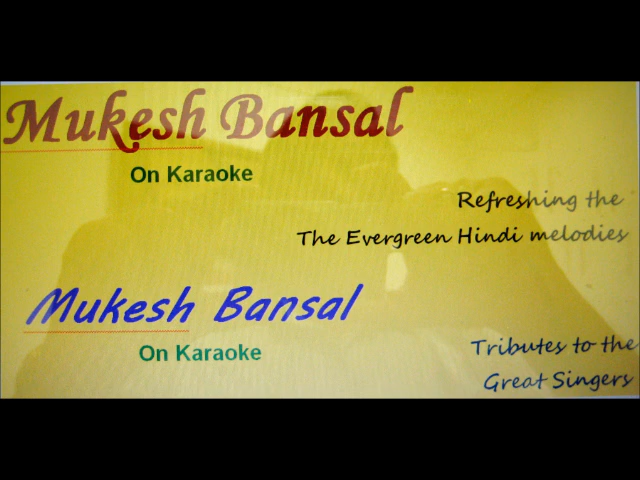 Mukesh Bansal
On Karaoke
Refreshing the
The Evergreen Hindi melodies
Mukesh Bansal
On Karaoke
Tributes to the
Great Singers